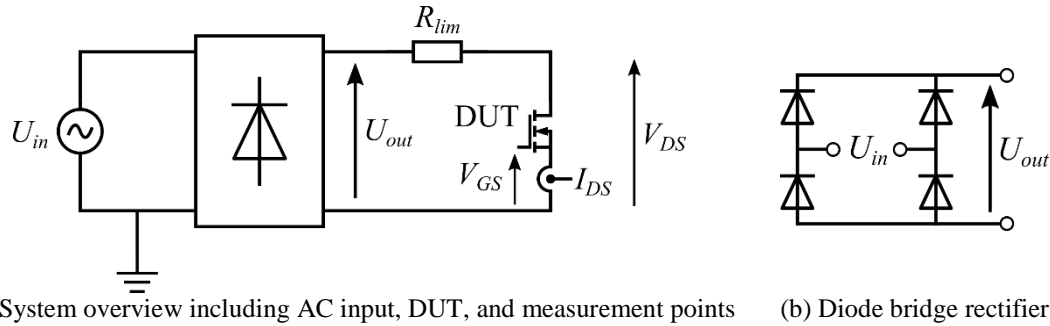 R_lim
U_in
U_out
DUT
V_GS
I_DS
V_DS
U_in
U_out
System overview including AC input, DUT, and measurement points
(b) Diode bridge rectifier